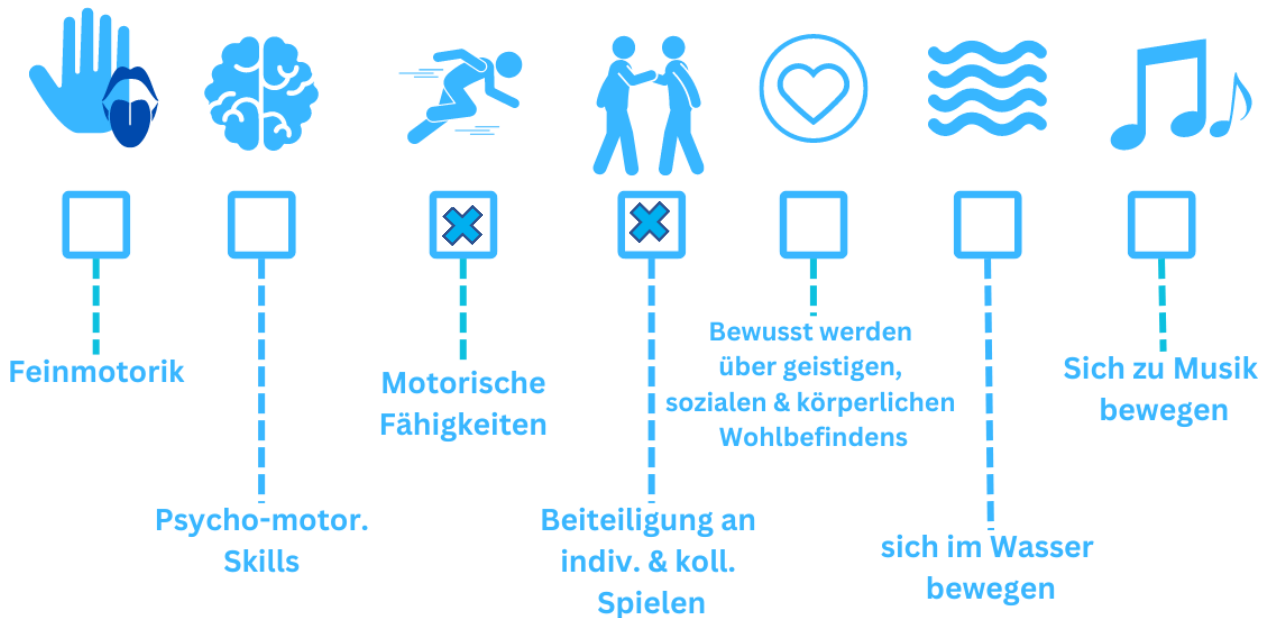 Feinmotorik
Psycho-motor.
Skills
Motorische
Fähigkeiten
Beiteiligung an
indiv. & koll.
Spielen
Bewusst werden
über geistigen,
sozialen & körperlichen
Wohlbefindens
sich im Wasser
bewegen
Sich zu Musik
bewegen